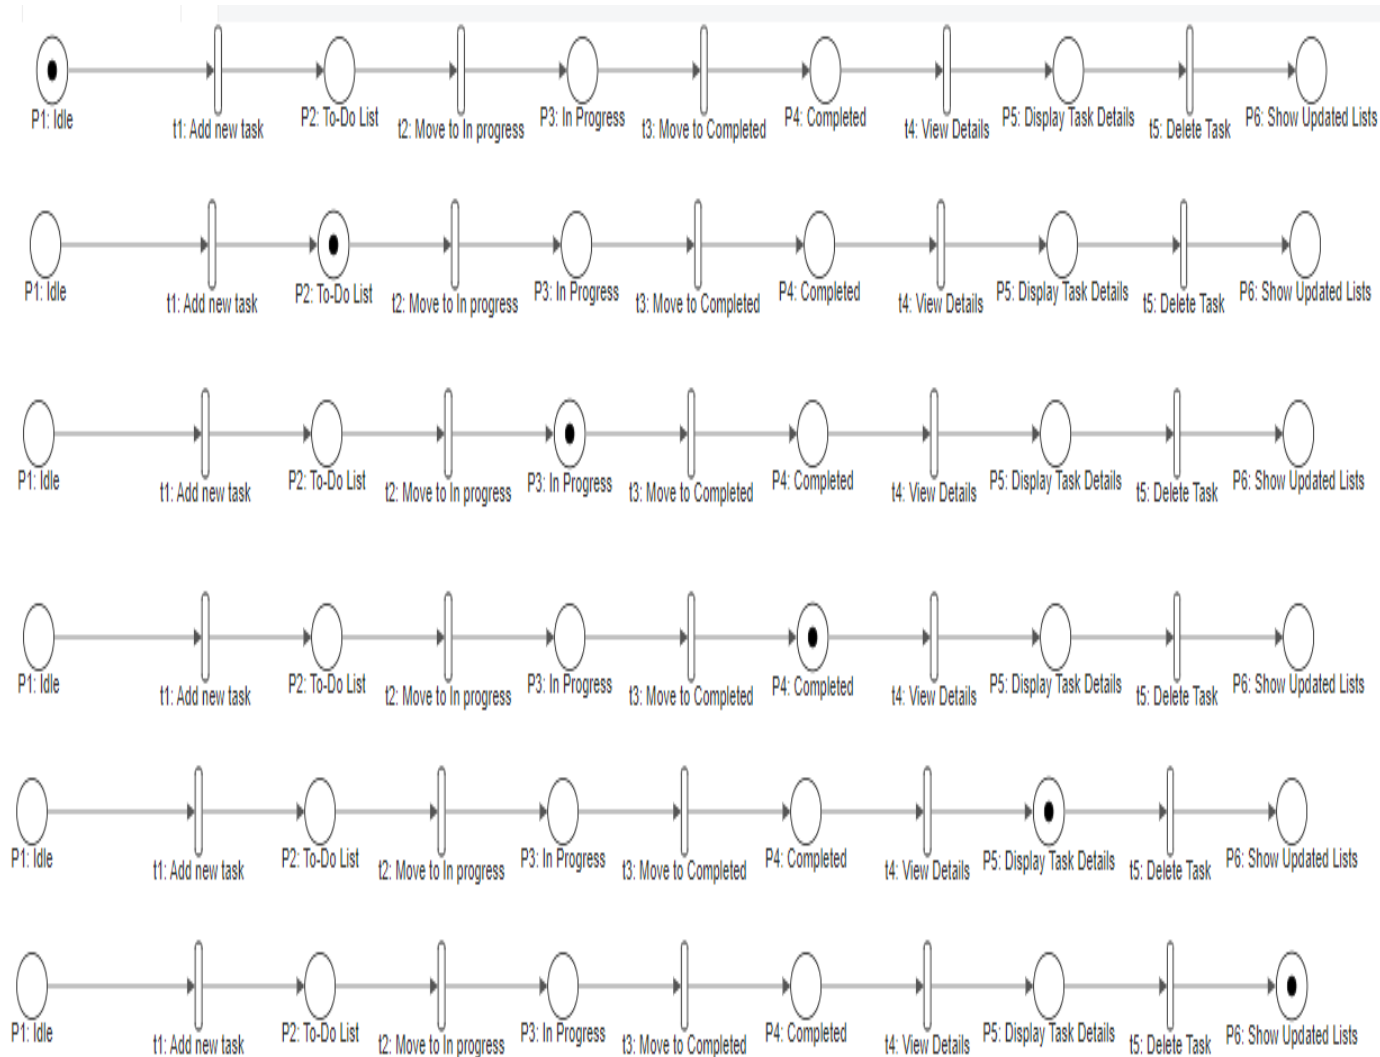 P1: Idle
t1: Add new task
P2: To-Do List
t2: Move to In progress
P3: In Progress
t3: Move to Completed
P4: Completed
t4: View Details
P5: Display Task Details
t5: Delete Task
P6: Show Updated Lists
P1: Idle
t1: Add new task
P2: To-Do List
t2: Move to In progress
P3: In Progress
t3: Move to Completed
P4: Completed
t4: View Details
P5: Display Task Details
t5: Delete Task
P6: Show Updated Lists
P1: Idle
t1: Add new task
P2: To-Do List
t2: Move to In progress
P3: In Progress
t3: Move to Completed
P4: Completed
t4: View Details
P5: Display Task Details
t5: Delete Task
P6: Show Updated Lists
P1: Idle
t1: Add new task
P2: To-Do List
t2: Move to In progress
P3: In Progress
t3: Move to Completed
P4: Completed
t4: View Details
P5: Display Task Details
t5: Delete Task
P6: Show Updated Lists
P1: Idle
t1: Add new task
P2: To-Do List
t2: Move to In progress
P3: In Progress
t3: Move to Completed
P4: Completed
t4: View Details
P5: Display Task Details
t5: Delete Task
P6: Show Updated Lists
P1: Idle
t1: Add new task
P2: To-Do List
t2: Move to In progress
P3: In Progress
t3: Move to Completed
P4: Completed
t4: View Details
P5: Display Task Details
t5: Delete Task
P6: Show Updated Lists